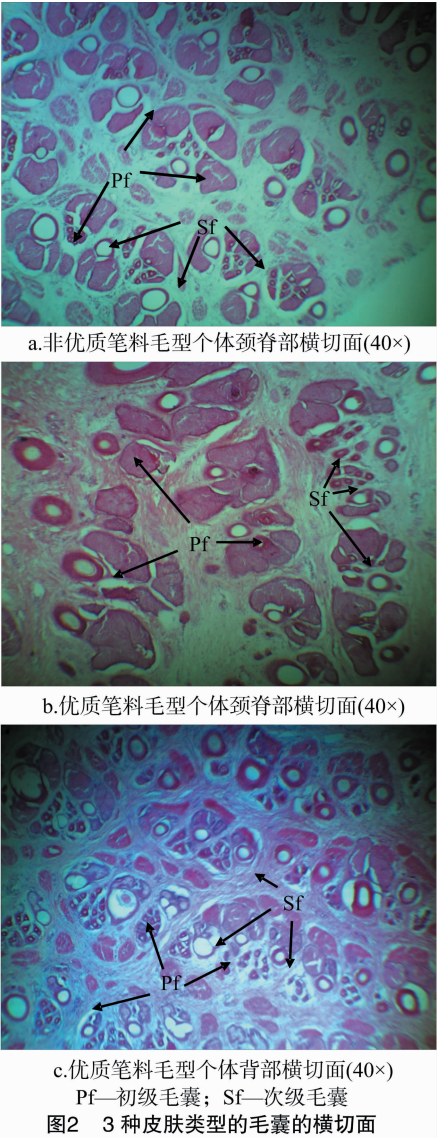 Pf
Sf
a.非优质笔料毛型个体颈脊部横切面(40×)
Sf
Pf
b.优质笔料毛型个体颈脊部横切面(40×)
Sf
Pf
c.优质笔料毛型个体背部横切面(40×)
Pf—初级毛囊；Sf—次级毛囊
图2 3种皮肤类型的毛囊的横切面